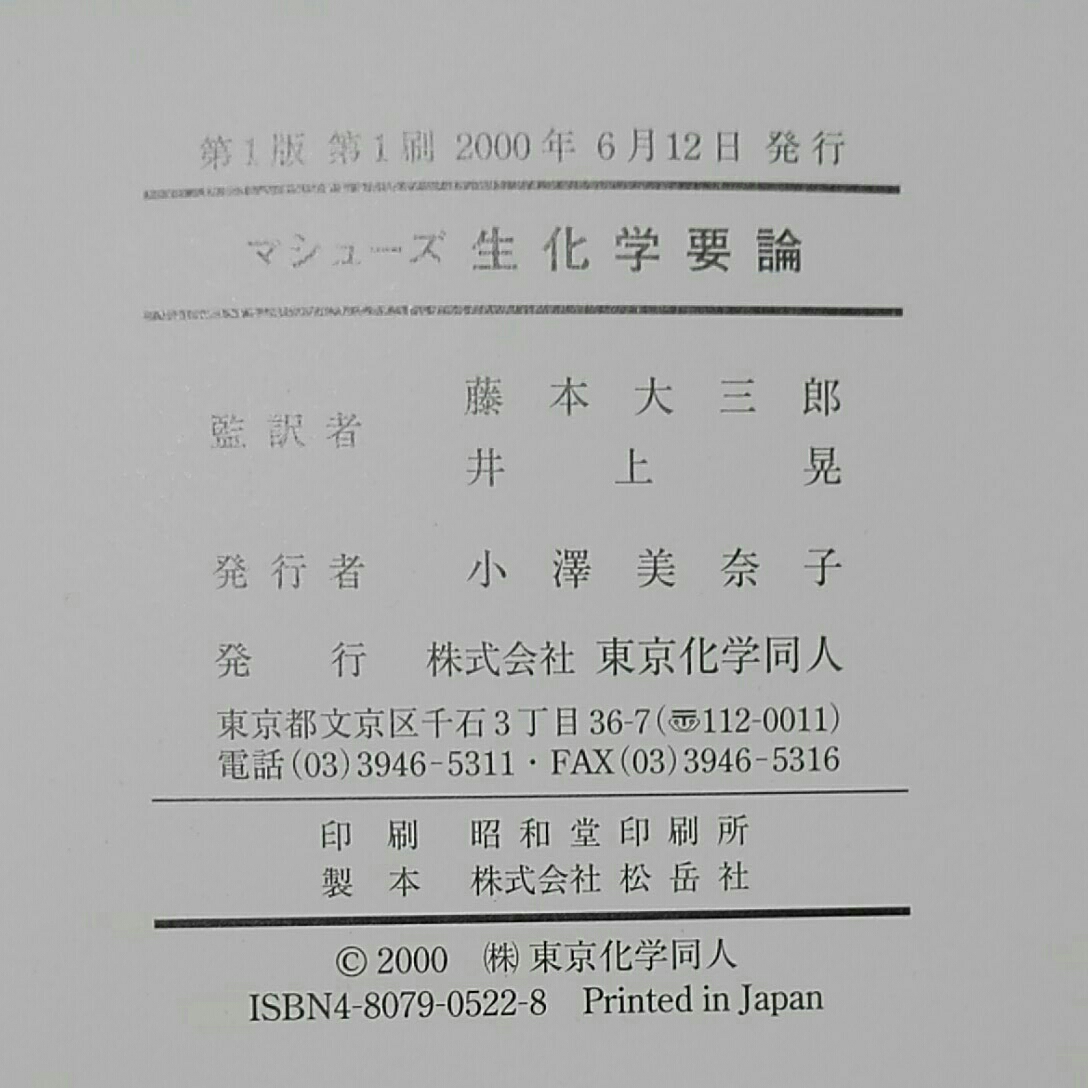 第1版 第1刷 2000年 6月12日 発行
マシューズ 生化学要論
監訳者
藤本大三郎
井上晃
発行者 小澤美奈子
発行 株式会社 東京化学同人
東京都文京区千石3丁目36-7(〠112-0011)
電話(03)3946-5311・FAX(03)3946-5316
印刷 昭和堂印刷所
製本 株式会社松岳社
© 2000 ㈱東京化学同人
ISBN4-8079-0522-8 Printed in Japan